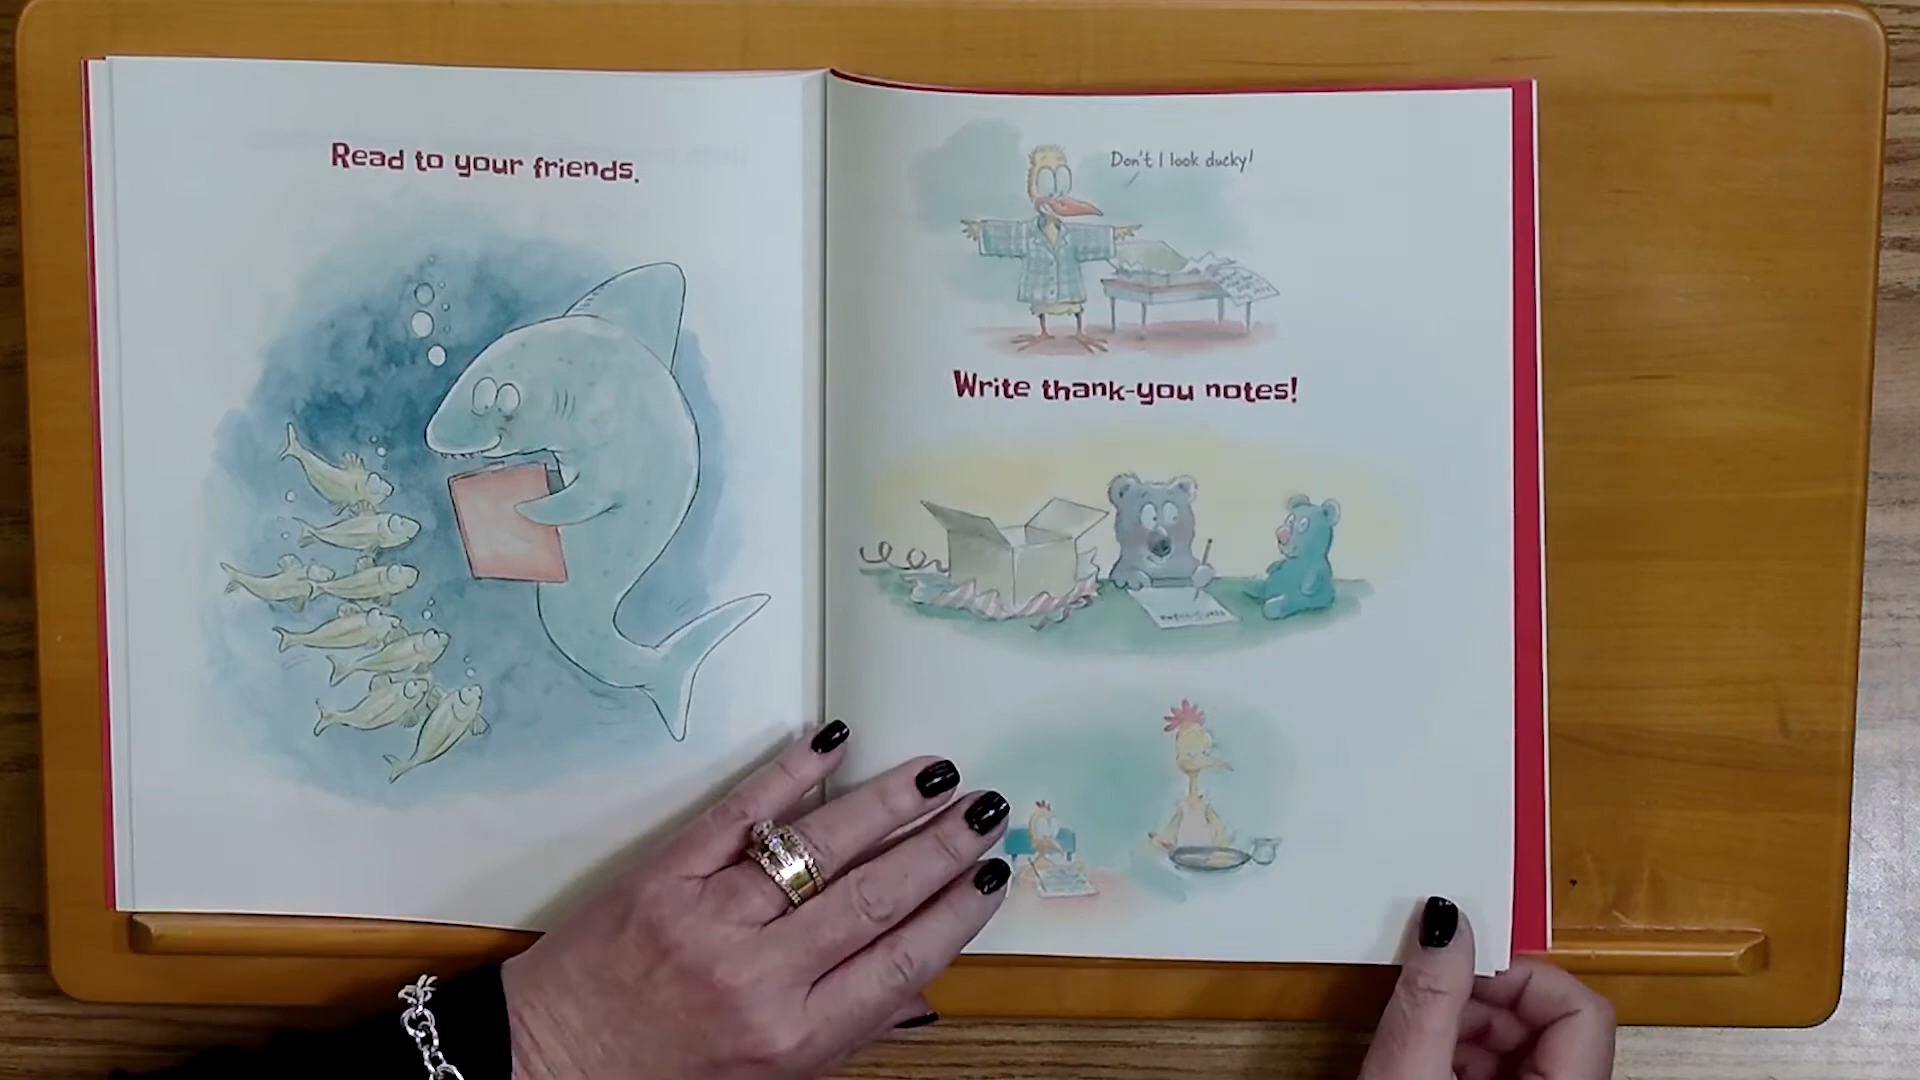 Read to your friends.
Don't I look ducky!
Write thank-you notes!